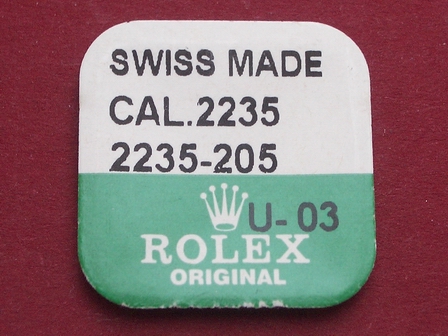 SWISS MADE
CAL.2235
2235-205
U-03
ROLEX
ORIGINAL